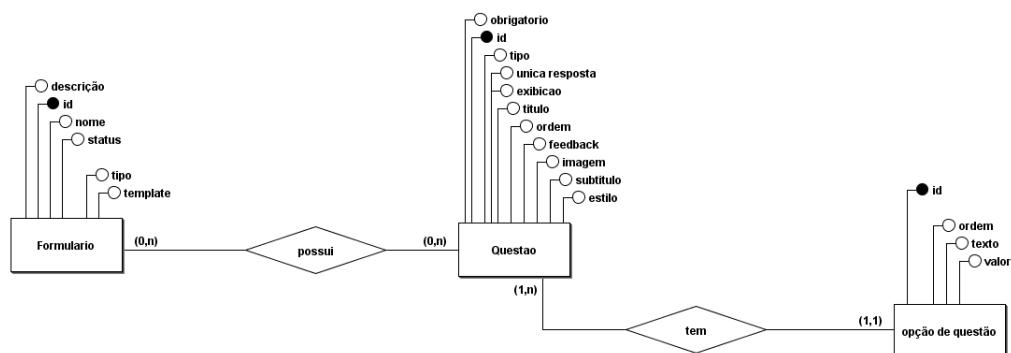 obrigatorio
id
tipo
unica resposta
exibicao
titulo
ordem
feedback
imagem
subtitulo
estilo
descrição
id
nome
status
tipo
template
Formulario
(0,n)
possui
(0,n)
Questao
(1,n)
tem
(1,1)
id
ordem
texto
valor
opção de questão